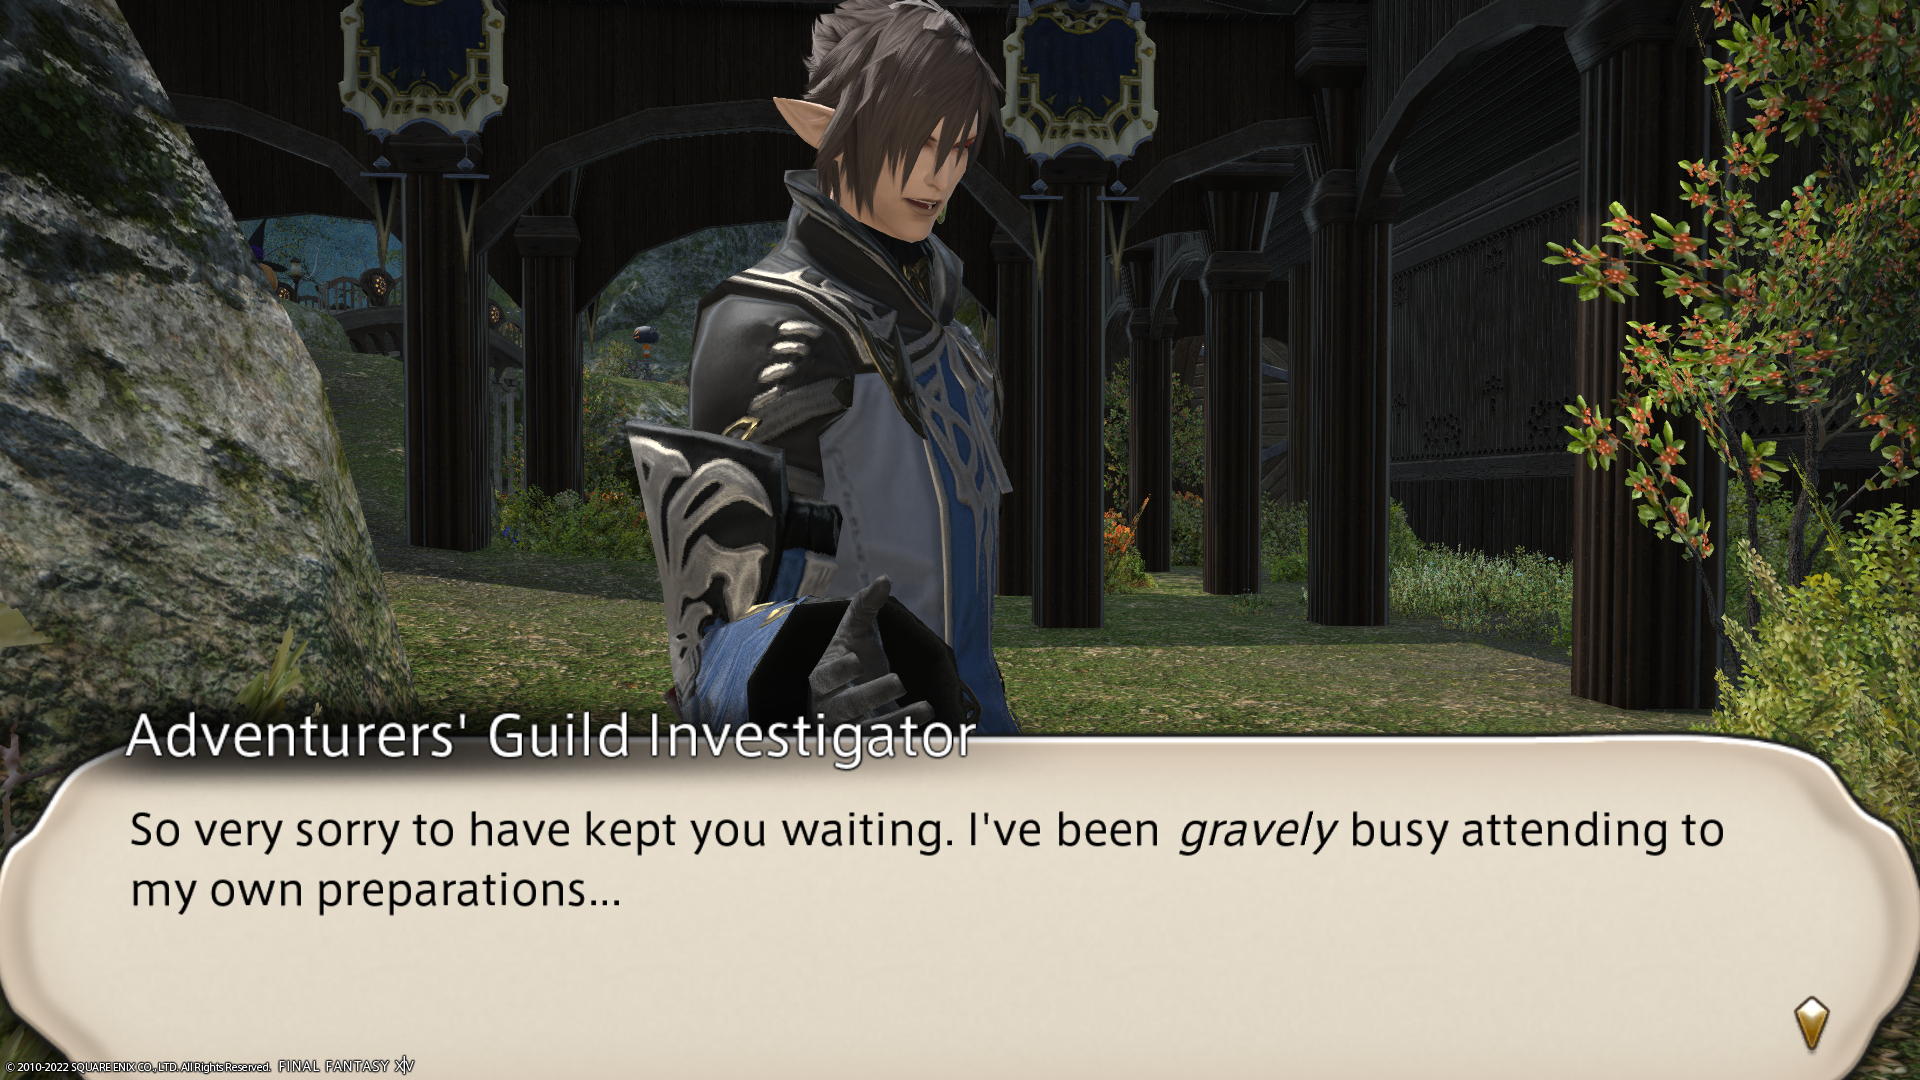 Adventurers' Guild Investigator
So very sorry to have kept you waiting. I've been gravely busy attending to
my own preparations...
© 2010-2022 SQUARE ENIX CO., LTD. All Rights Reserved. FINAL FANTASY XIV